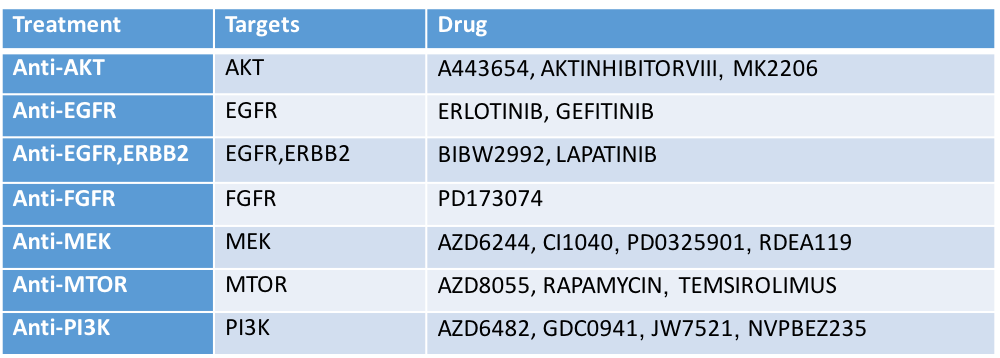 Treatment Targets Drug
Anti-AKT AKT A443654, AKTINHIBITORVIII, MK2206
Anti-EGFR EGFR ERLOTINIB, GEFITINIB
Anti-EGFR,ERBB2 EGFR,ERBB2 BIBW2992, LAPATINIB
Anti-FGFR FGFR PD173074
Anti-MEK MEK AZD6244, CI1040, PD0325901, RDEA119
Anti-MTOR MTOR AZD8055, RAPAMYCIN, TEMSIROLIMUS
Anti-PI3K PI3K AZD6482, GDC0941, JW7521, NVPBEZ235